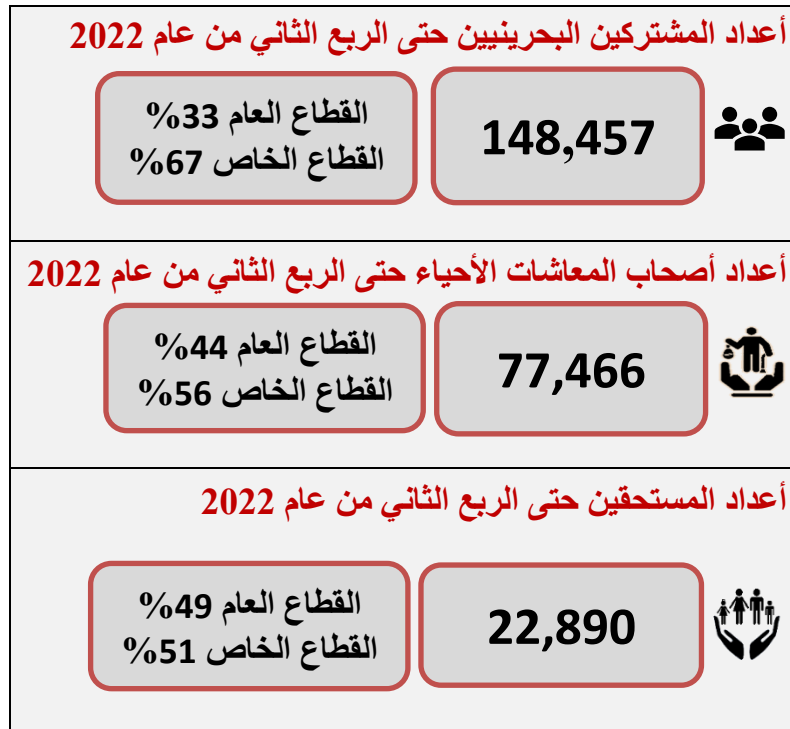 أعداد المشتركين البحرينيين حتى الربع الثاني من عام 2022
148,457
القطاع العام 33%
القطاع الخاص 67%
أعداد أصحاب المعاشات الأحياء حتى الربع الثاني من عام 2022
77,466
القطاع العام 44%
القطاع الخاص 56%
أعداد المستحقين حتى الربع الثاني من عام 2022
22,890
القطاع العام 49%
القطاع الخاص 51%